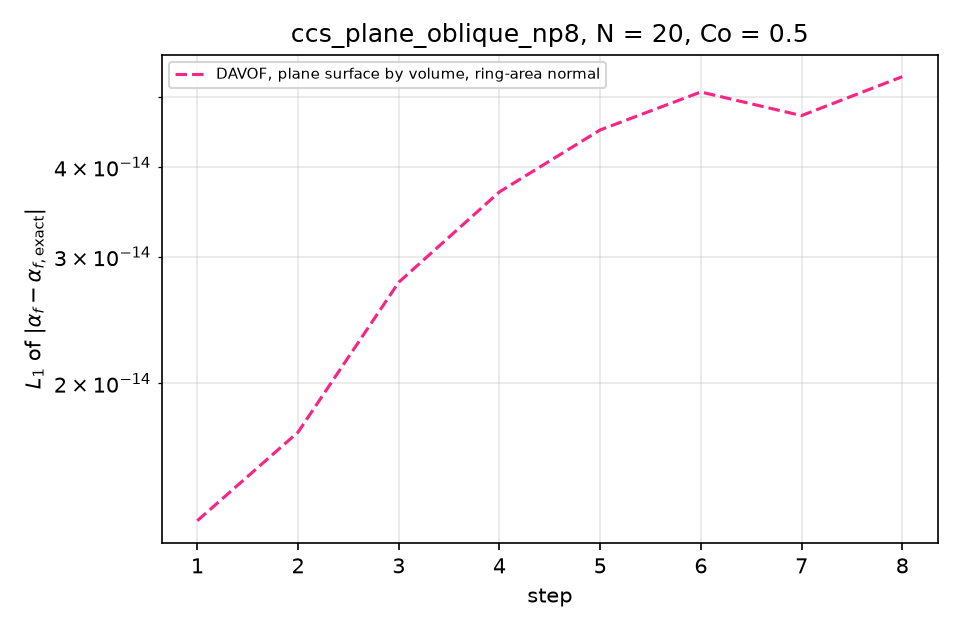 ccs_plane_oblique_np8, N = 20, Co = 0.5
DAVOF, plane surface by volume, ring-area normal
L₁ of |α_f − α_{f, exact}|
4 × 10⁻¹⁴
3 × 10⁻¹⁴
2 × 10⁻¹⁴
1 2 3 4 5 6 7 8
step